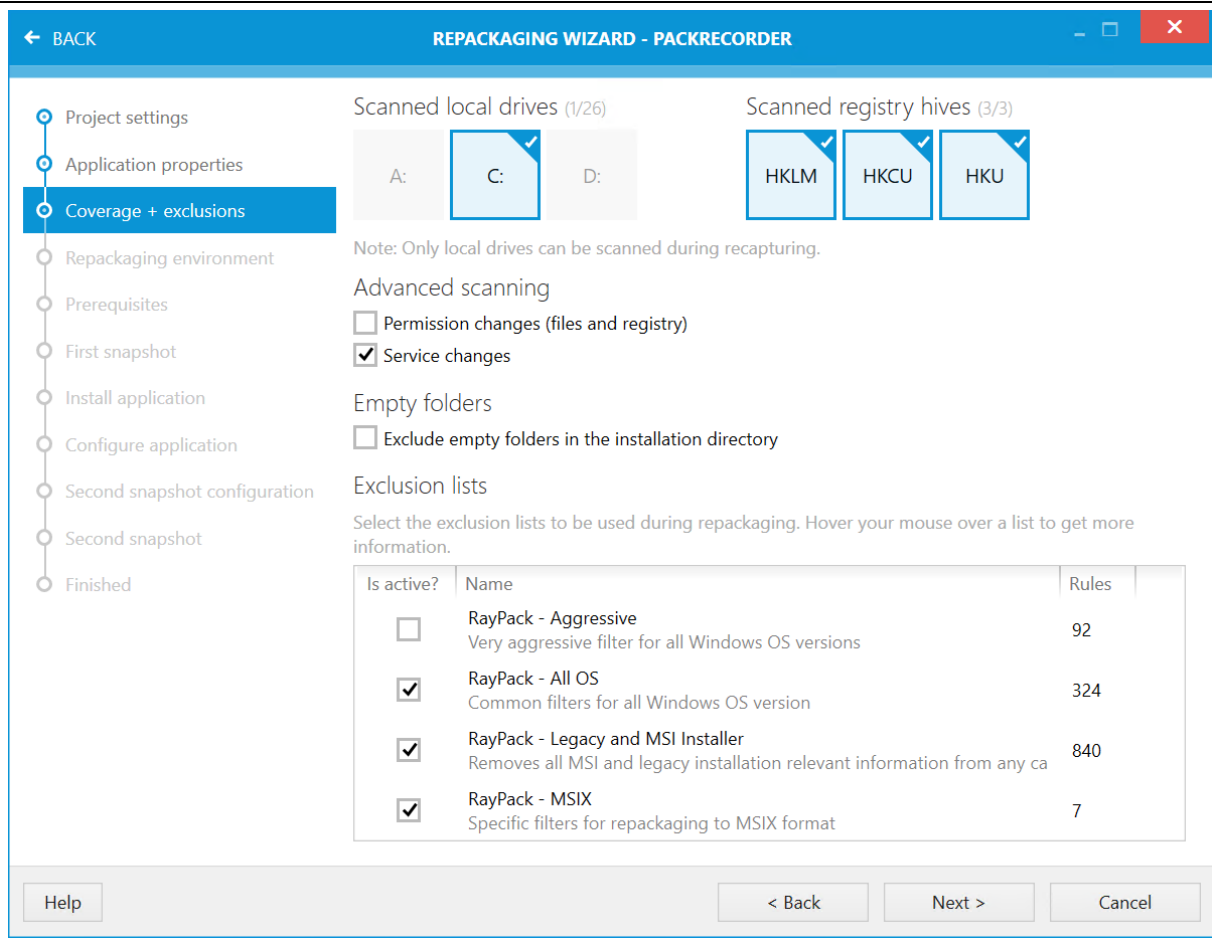 BACK
REPACKAGING WIZARD - PACKRECORDER
Project settings
Application properties
Coverage + exclusions
Repackaging environment
Prerequisites
First snapshot
Install application
Configure application
Second snapshot configuration
Second snapshot
Finished
Scanned local drives (1/26)
A:
C:
D:
Scanned registry hives (3/3)
HKLM
HKCU
HKU
Note: Only local drives can be scanned during recapturing.
Advanced scanning
Permission changes (files and registry)
Service changes
Empty folders
Exclude empty folders in the installation directory
Exclusion lists
Select the exclusion lists to be used during repackaging. Hover your mouse over a list to get more
information.
Is active? Name Rules
RayPack - Aggressive
Very aggressive filter for all Windows OS versions
92
RayPack - All OS
Common filters for all Windows OS version
324
RayPack - Legacy and MSI Installer
Removes all MSI and legacy installation relevant information from any ca
840
RayPack - MSIX
Specific filters for repackaging to MSIX format
7
Help
< Back
Next >
Cancel